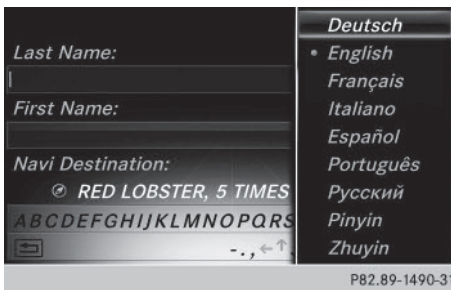 Last Name:
First Name:
Navi Destination:
RED LOBSTER, 5 TIMES
ABCDEFGHIJKLMNOPQRS
-.,←↑
Deutsch
• English
Français
Italiano
Español
Português
Русский
Pinyin
Zhuyin
P82.89-1490-31